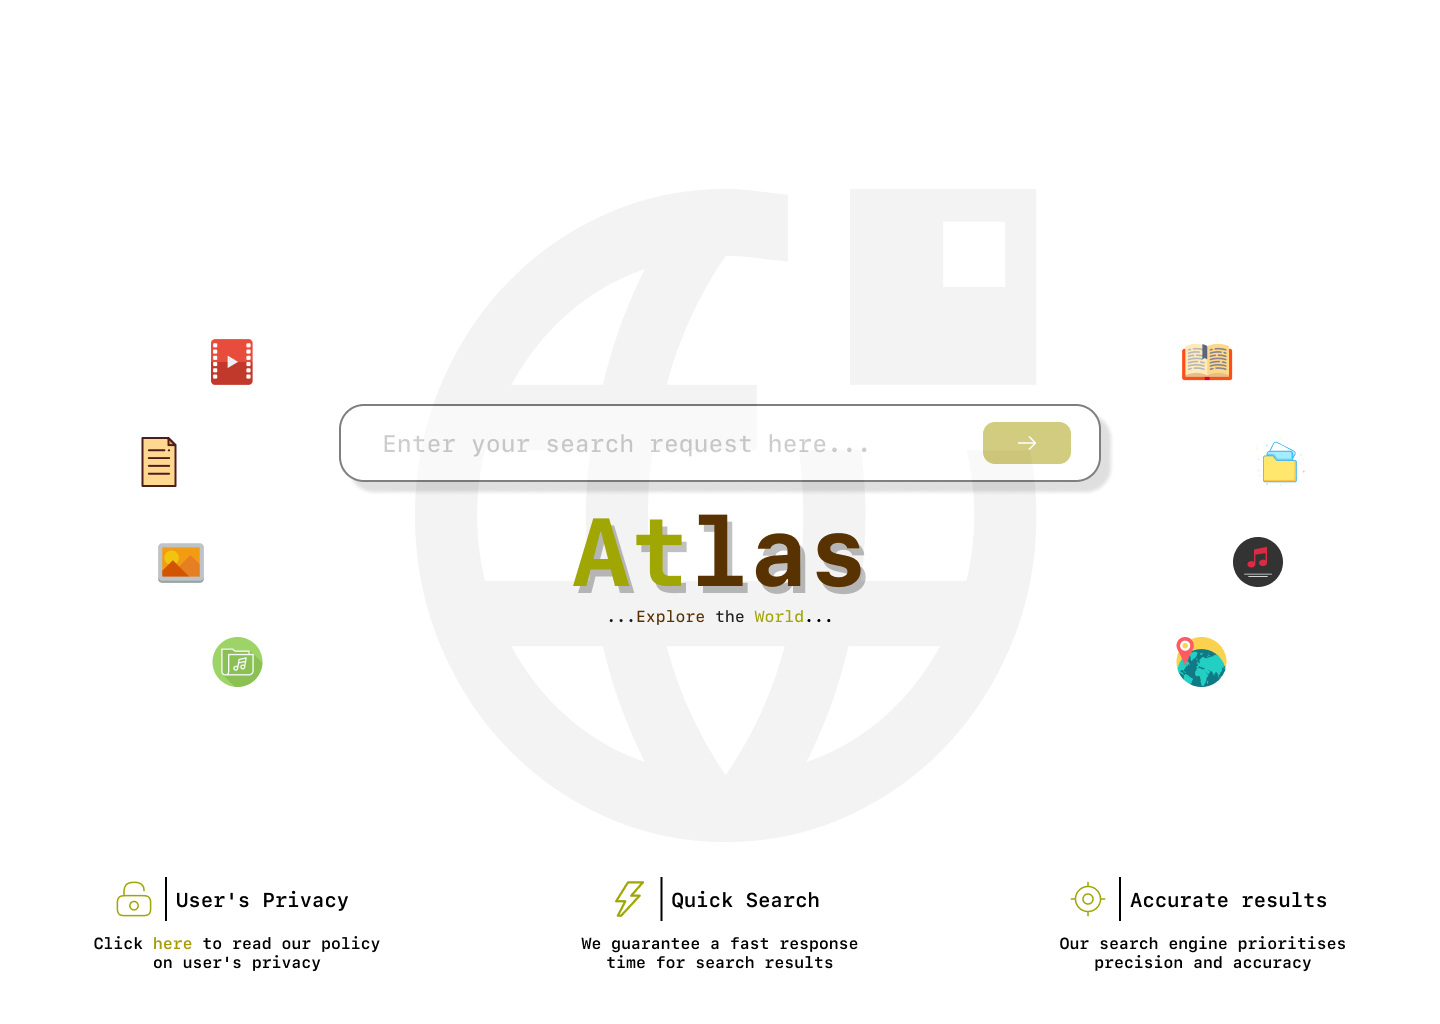 Enter your search request here...
Atlas
...Explore the World...
User's Privacy
Click here to read our policy
on user's privacy
Quick Search
We guarantee a fast response
time for search results
Accurate results
Our search engine prioritises
precision and accuracy